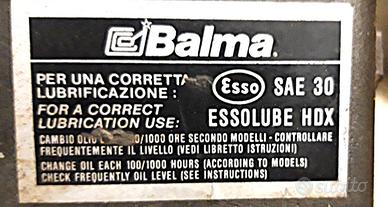 Balma.
PER UNA CORRETTA Esso SAE 30
LUBRIFICAZIONE :
FOR A CORRECT ESSOLUBE HDX
LUBRICATION USE:
CAMBIO OLIO /1000 ORE SECONDO MODELLI - CONTROLLARE
FREQUENTEMENTE IL LIVELLO (VEDI LIBRETTO ISTRUZIONI)
CHANGE OIL EACH 100/1000 HOURS (ACCORDING TO MODELS)
CHECK FREQUENTLY OIL LEVEL (SEE INSTRUCTIONS)
subito